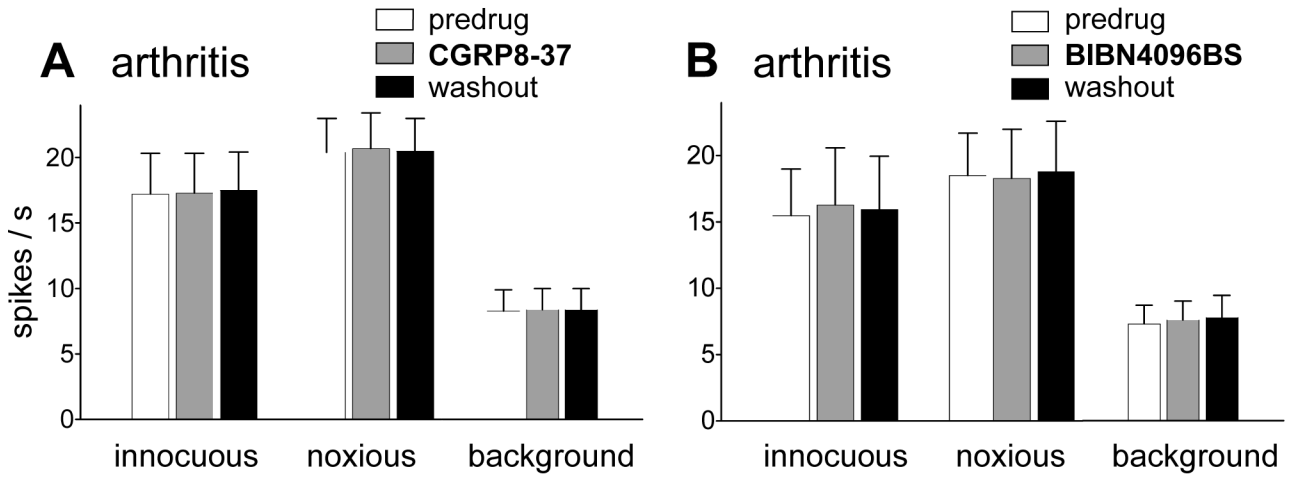 A arthritis
predrug
CGRP8-37
washout
spikes / s
20
15
10
5
0
innocuous noxious background
B arthritis
predrug
BIBN4096BS
washout
20
15
10
5
0
innocuous noxious background